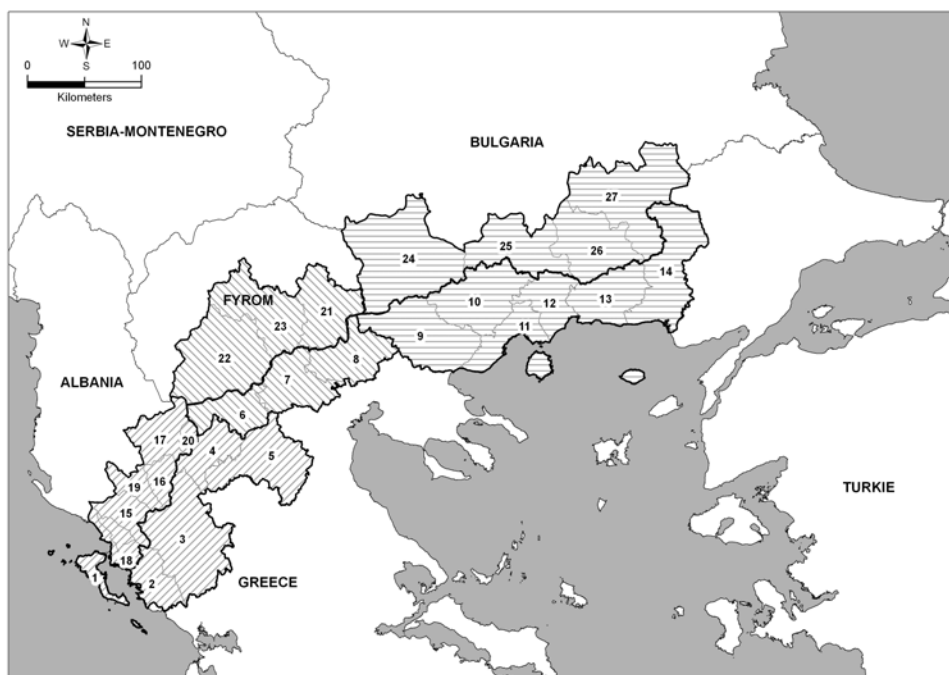 N
W E
S
0 100
Kilometers
SERBIA-MONTENEGRO
BULGARIA
27
25
26
24
14
FYROM
10
12
13
21
23
11
9
22
8
ALBANIA
7
6
17
20
4
5
19
16
TURKIE
15
3
18
1
2
GREECE